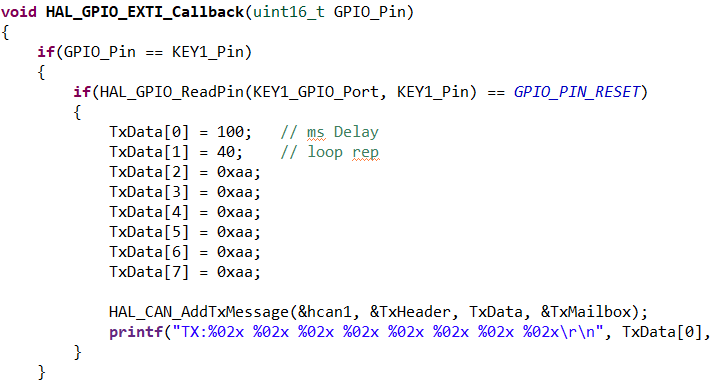 void HAL_GPIO_EXTI_Callback(uint16_t GPIO_Pin)
{
    if(GPIO_Pin == KEY1_Pin)
    {
        if(HAL_GPIO_ReadPin(KEY1_GPIO_Port, KEY1_Pin) == GPIO_PIN_RESET)
        {
            TxData[0] = 100;   // ms Delay
            TxData[1] = 40;    // loop rep
            TxData[2] = 0xaa;
            TxData[3] = 0xaa;
            TxData[4] = 0xaa;
            TxData[5] = 0xaa;
            TxData[6] = 0xaa;
            TxData[7] = 0xaa;
            HAL_CAN_AddTxMessage(&hcan1, &TxHeader, TxData, &TxMailbox);
            printf("TX:%02x %02x %02x %02x %02x %02x %02x %02x\r\n", TxData[0],
        }
    }